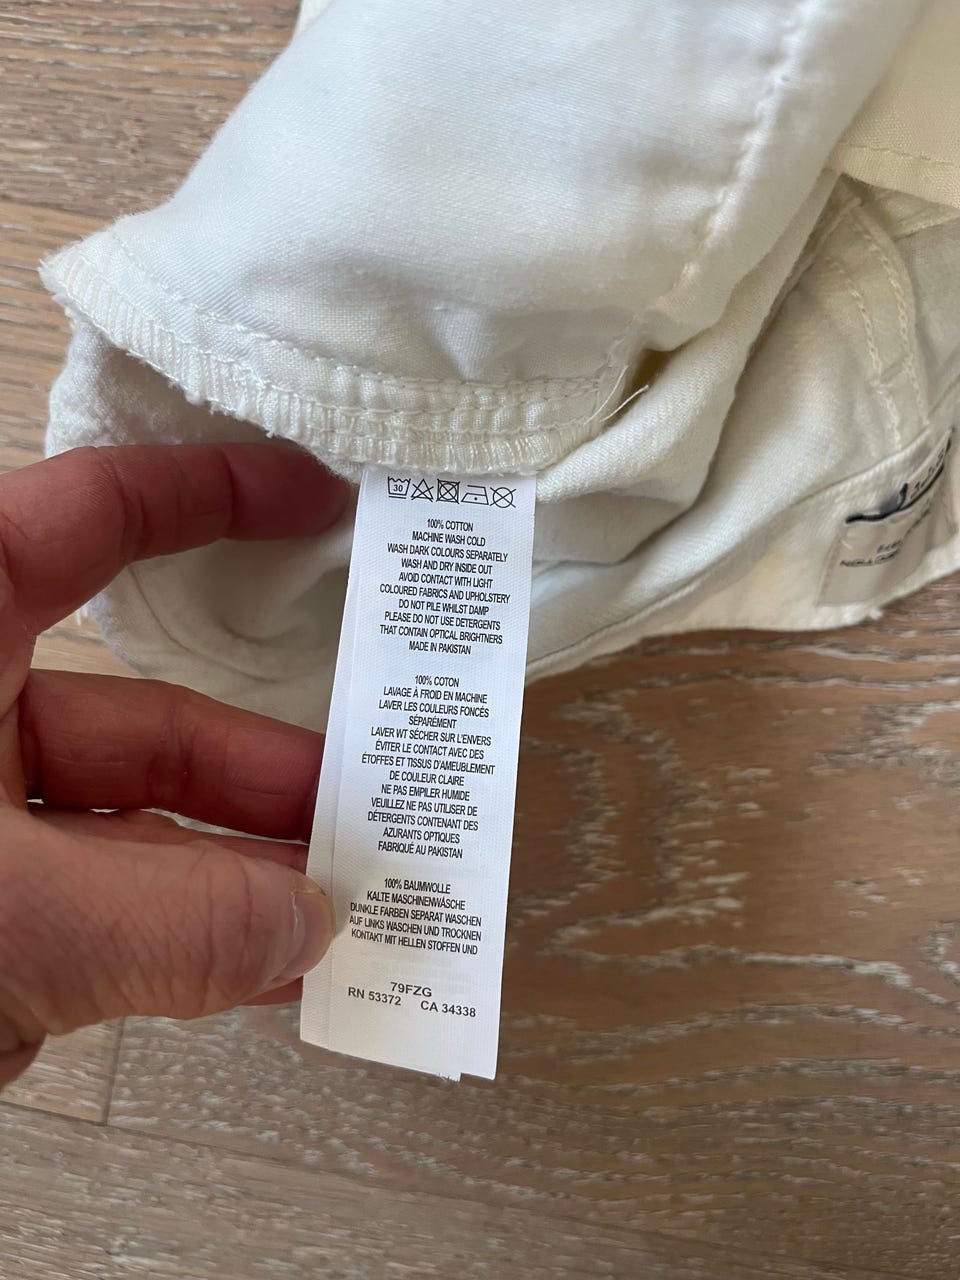 30
100% COTTON
MACHINE WASH COLD
WASH DARK COLOURS SEPARATELY
WASH AND DRY INSIDE OUT
AVOID CONTACT WITH LIGHT
COLOURED FABRICS AND UPHOLSTERY
DO NOT PILE WHILST DAMP
PLEASE DO NOT USE DETERGENTS
THAT CONTAIN OPTICAL BRIGHTNERS
MADE IN PAKISTAN
100% COTON
LAVAGE À FROID EN MACHINE
LAVER LES COULEURS FONCÉS
SÉPARÉMENT
LAVER WT SÉCHER SUR L'ENVERS
ÉVITER LE CONTACT AVEC DES
ÉTOFFES ET TISSUS D'AMEUBLEMENT
DE COULEUR CLAIRE
NE PAS EMPILER HUMIDE
VEUILLEZ NE PAS UTILISER DE
DÉTERGENTS CONTENANT DES
AZURANTS OPTIQUES
FABRIQUÉ AU PAKISTAN
100% BAUMWOLLE
KALTE MASCHINENWÄSCHE
DUNKLE FARBEN SEPARAT WASCHEN
AUF LINKS WASCHEN UND TROCKNEN
KONTAKT MIT HELLEN STOFFEN UND
79FZG
RN 53372 CA 34338